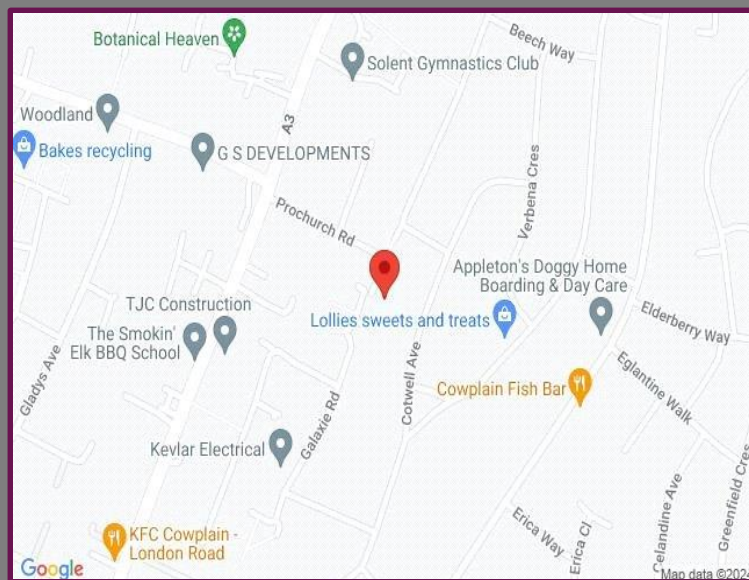 Botanical Heaven
Beech Way
Solent Gymnastics Club
Woodland
A3
Bakes recycling
G S DEVELOPMENTS
Verbena Cres
Prochurch Rd
Appleton's Doggy Home
Boarding & Day Care
TJC Construction
Lollies sweets and treats
Elderberry Way
The Smokin'
Elk BBQ School
Gladys Ave
Cotwell Ave
Eglantine Walk
Cowplain Fish Bar
Galaxie Rd
Kevlar Electrical
Greenfield Cres
Celandine Ave
KFC Cowplain -
London Road
Erica Way
Erica Cl
Google
Map data ©2024